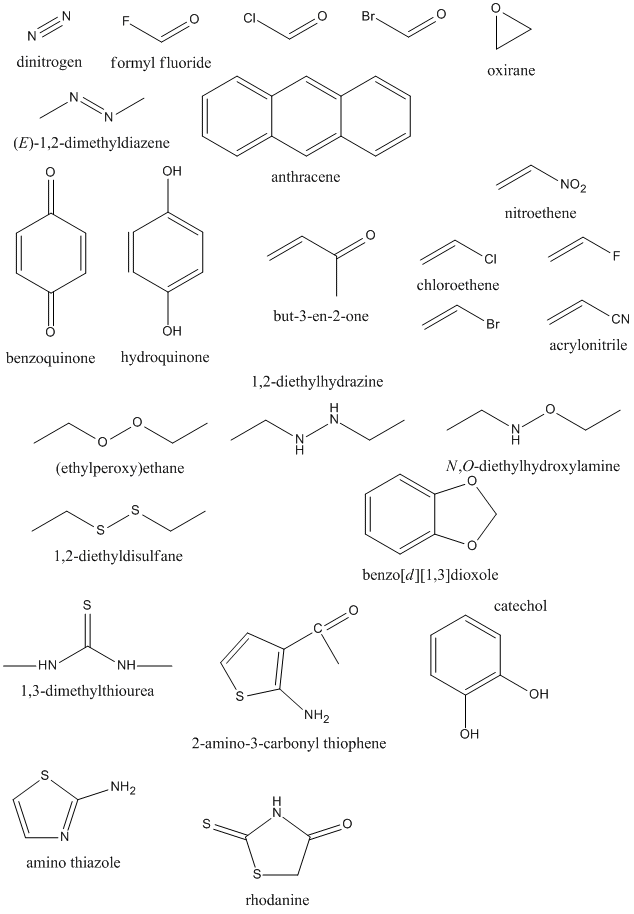 N N F O Cl O Br O O
dinitrogen formyl fluoride oxirane
N N
(E)-1,2-dimethyldiazene
anthracene
O OH
NO2
nitroethene
O Cl F
chloroethene
but-3-en-2-one
O OH Br CN
benzoquinone hydroquinone acrylonitrile
1,2-diethylhydrazine
O O H N N H O N H
(ethylperoxy)ethane N,O-diethylhydroxylamine
S S O O
1,2-diethyldisulfane
benzo[d][1,3]dioxole
catechol
S C O
HN NH
1,3-dimethylthiourea
S NH2 OH OH
2-amino-3-carbonyl thiophene
S NH2 N
amino thiazole
H N S O S
rhodanine